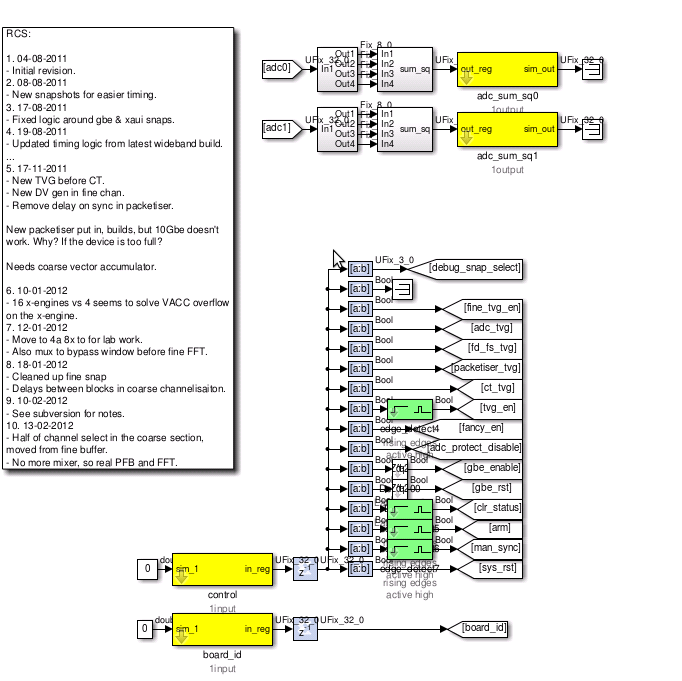 RCS:
1. 04-08-2011
- Initial revision.
2. 08-08-2011
- New snapshots for easier timing.
3. 17-08-2011
- Fixed logic around gbe & xaui snaps.
4. 19-08-2011
- Updated timing logic from latest wideband build.
...
5. 17-11-2011
- New TVG before CT.
- New DV gen in fine chan.
- Remove delay on sync in packetiser.
New packetiser put in, builds, but 10Gbe doesn't
work. Why? If the device is too full?
Needs coarse vector accumulator.
6. 10-01-2012
- 16 x-engines vs 4 seems to solve VACC overflow
on the x-engine.
7. 12-01-2012
- Move to 4a 8x to for lab work.
- Also mux to bypass window before fine FFT.
8. 18-01-2012
- Cleaned up fine snap
- Delays between blocks in coarse channelisaiton.
9. 10-02-2012
- See subversion for notes.
10. 13-02-2012
- Half of channel select in the coarse section,
moved from fine buffer.
- No more mixer, so real PFB and FFT.
[adc0]
In1
Out1
Out2
Out3
Out4
Fix_8_0
In1
In2
In3
In4
sum_sq
out_reg
sim_out
UFix_32_0
adc_sum_sq0
1output
[adc1]
In1
Out1
Out2
Out3
Out4
Fix_8_0
In1
In2
In3
In4
sum_sq
out_reg
sim_out
UFix_32_0
adc_sum_sq1
1output
[a:b] UFix_3_0 [debug_snap_select]
[a:b] Bool
[a:b] Bool [fine_tvg_en]
[a:b] Bool [adc_tvg]
[a:b] Bool [fd_fs_tvg]
[a:b] Bool [packetiser_tvg]
[a:b] Bool [ct_tvg]
[a:b] Bool Bool [tvg_en]
[a:b] Bool edge_detect4 [fancy_en]
rising edges
active high
[a:b] Bool [adc_protect_disable]
[a:b] Bool Bool [gbe_enable]
[a:b] Bool Bool [gbe_rst]
[a:b] Bool [clr_status]
[a:b] Bool [arm]
[a:b] Bool [man_sync]
[a:b] Bool [sys_rst]
rising edges
active high
rising edges
active high
0
sim_1
in_reg
UFix_32_0
UFix_32_0
control
1input
0
sim_1
in_reg
UFix_32_0
UFix_32_0
[board_id]
board_id
1input